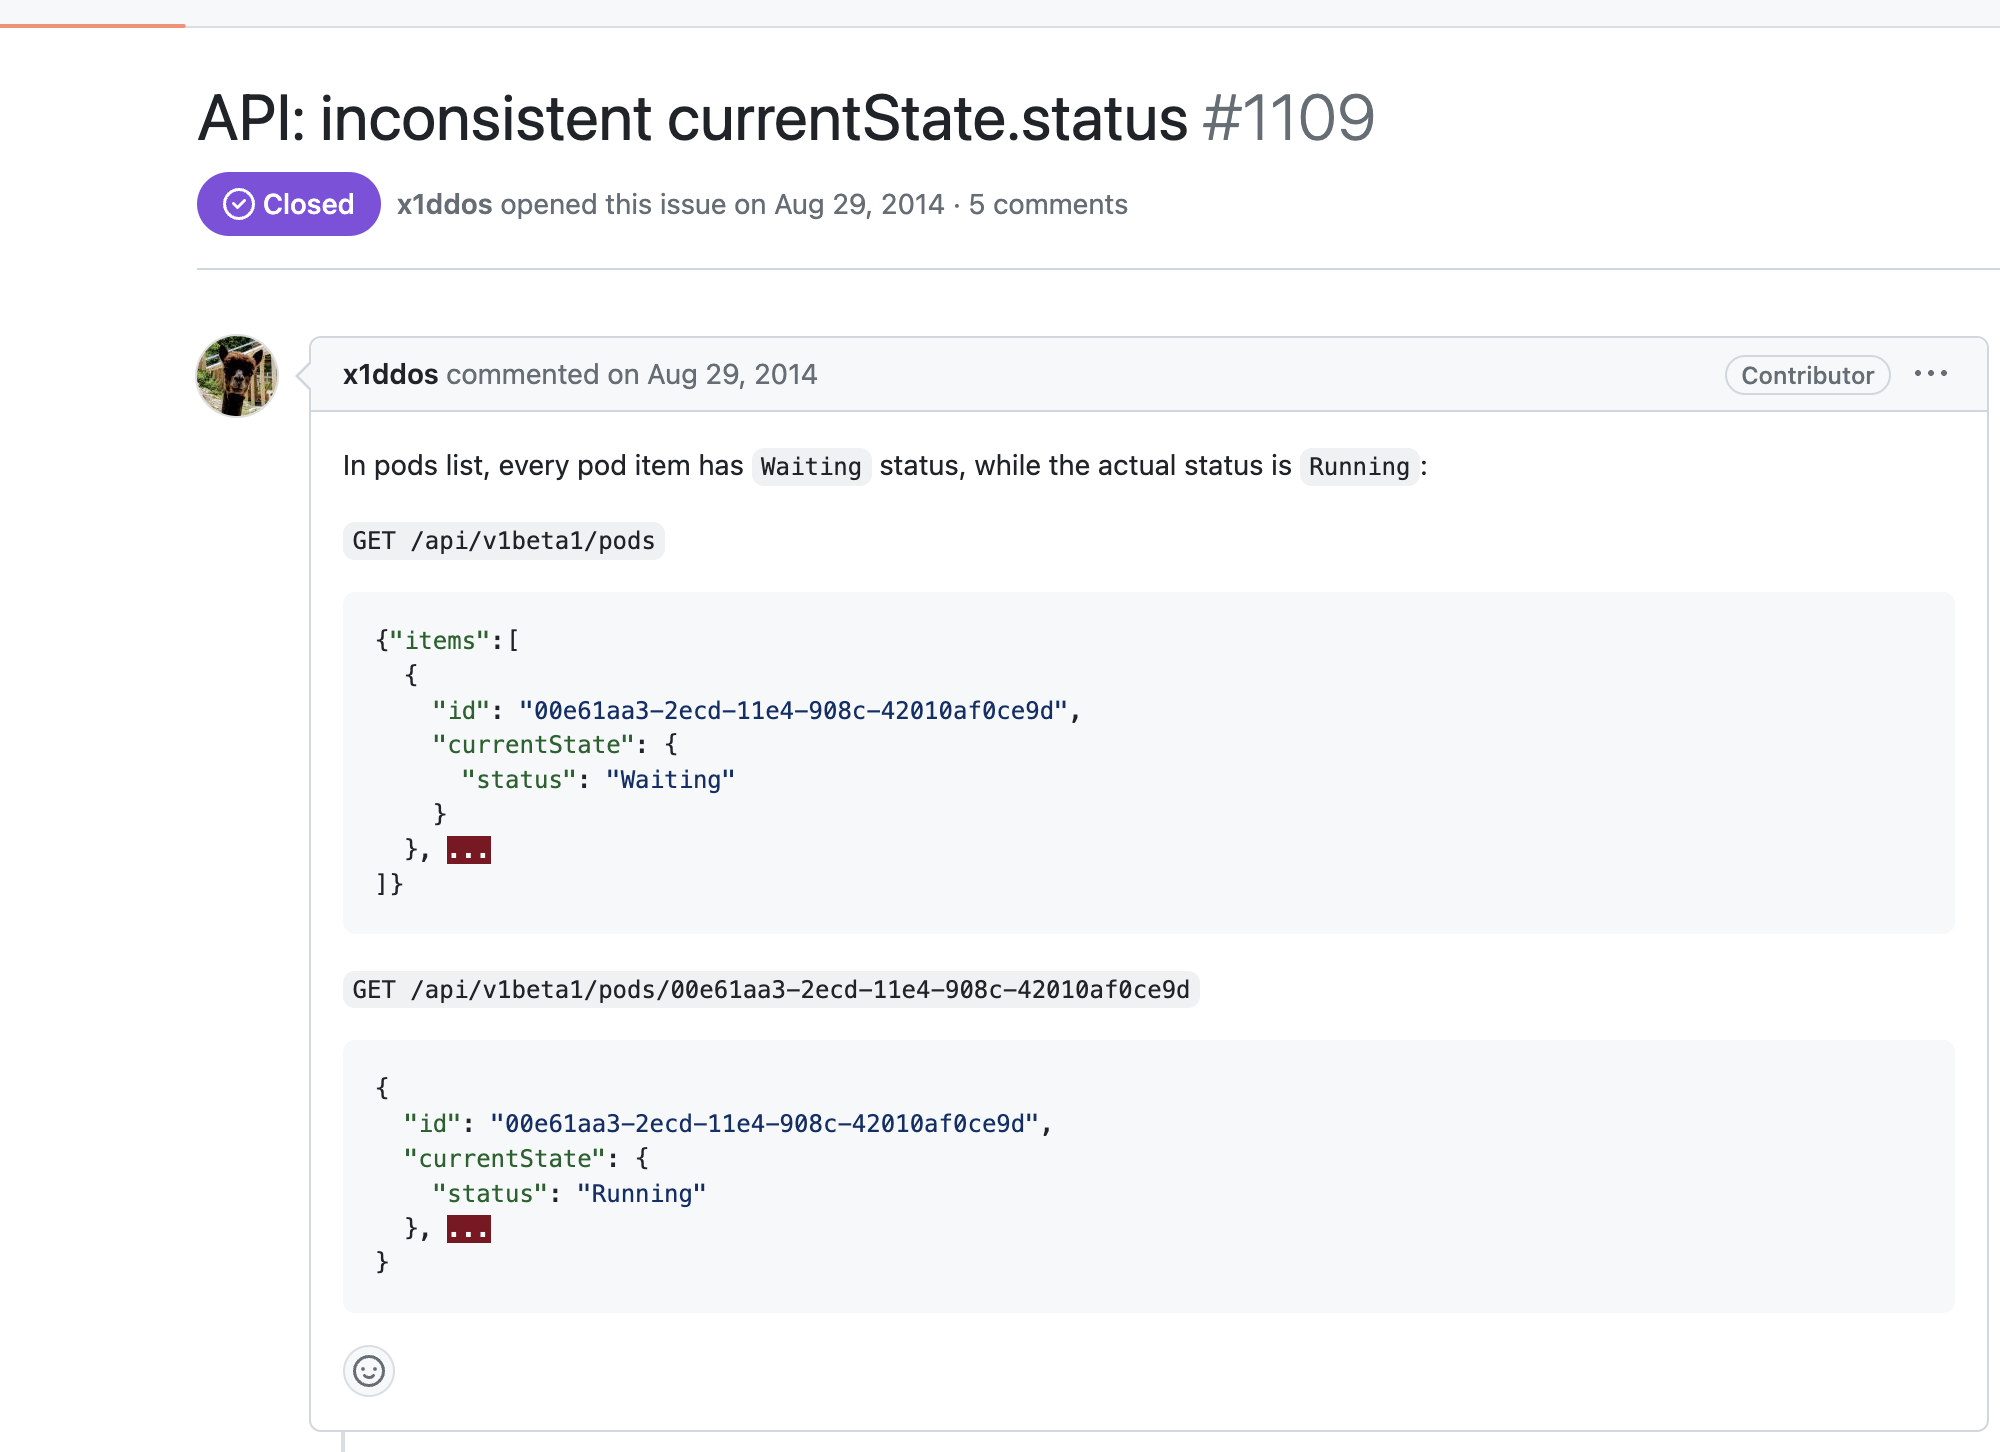 API: inconsistent currentState.status #1109
Closed x1ddos opened this issue on Aug 29, 2014 · 5 comments
x1ddos commented on Aug 29, 2014 Contributor ...
In pods list, every pod item has Waiting status, while the actual status is Running:
GET /api/v1beta1/pods
{"items":[
  {
    "id": "00e61aa3-2ecd-11e4-908c-42010af0ce9d",
    "currentState": {
      "status": "Waiting"
    }
  }, ...
]}
GET /api/v1beta1/pods/00e61aa3-2ecd-11e4-908c-42010af0ce9d
{
  "id": "00e61aa3-2ecd-11e4-908c-42010af0ce9d",
  "currentState": {
    "status": "Running"
  }, ...
}